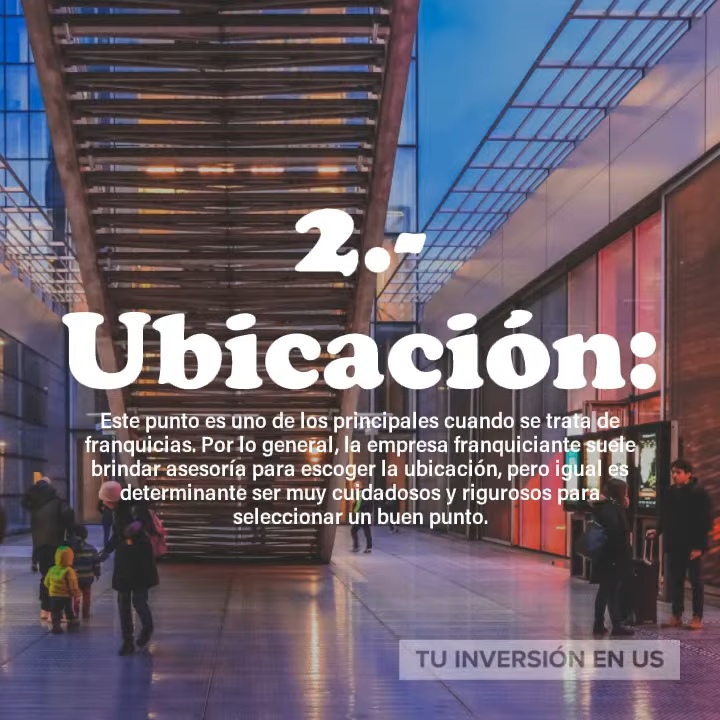 2.-
Ubicación:
Este punto es uno de los principales cuando se trata de
franquicias. Por lo general, la empresa franquiciante suele
brindar asesoría para escoger la ubicación, pero igual es
determinante ser muy cuidadosos y rigurosos para
seleccionar un buen punto.
TU INVERSIÓN EN US